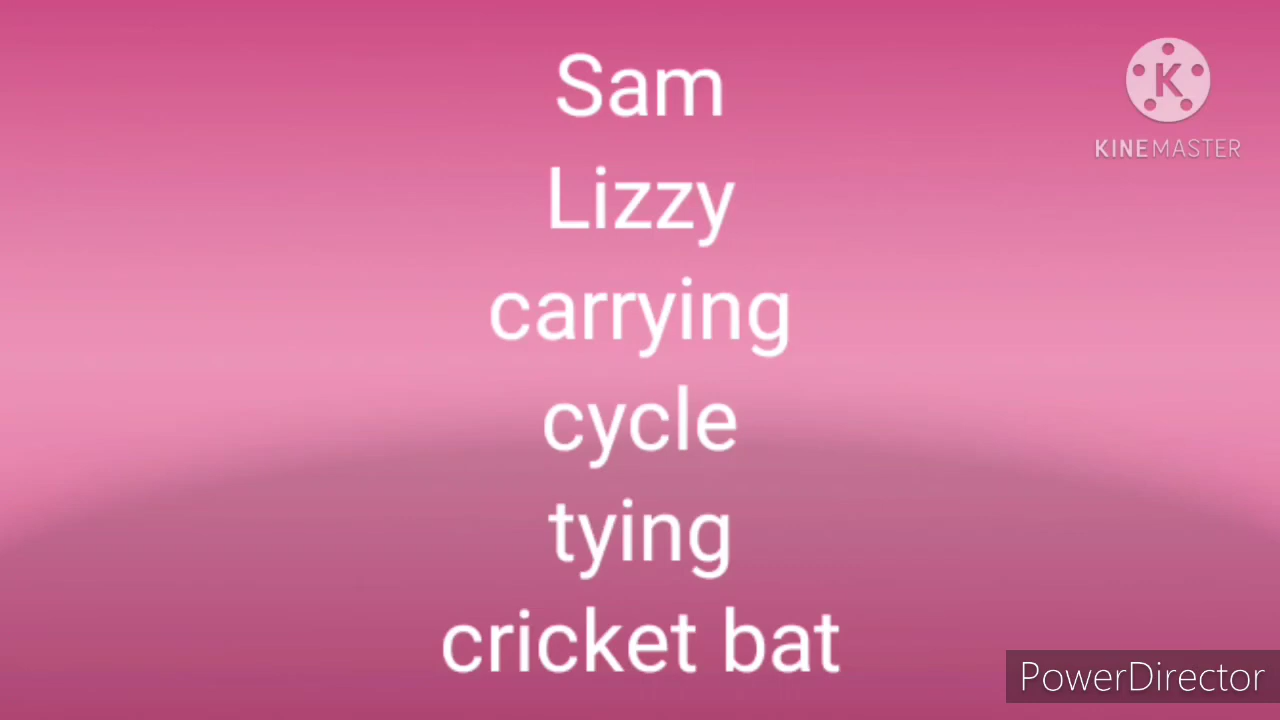 Sam
K
KINEMASTER
Lizzy
carrying
cycle
tying
cricket bat
PowerDirector